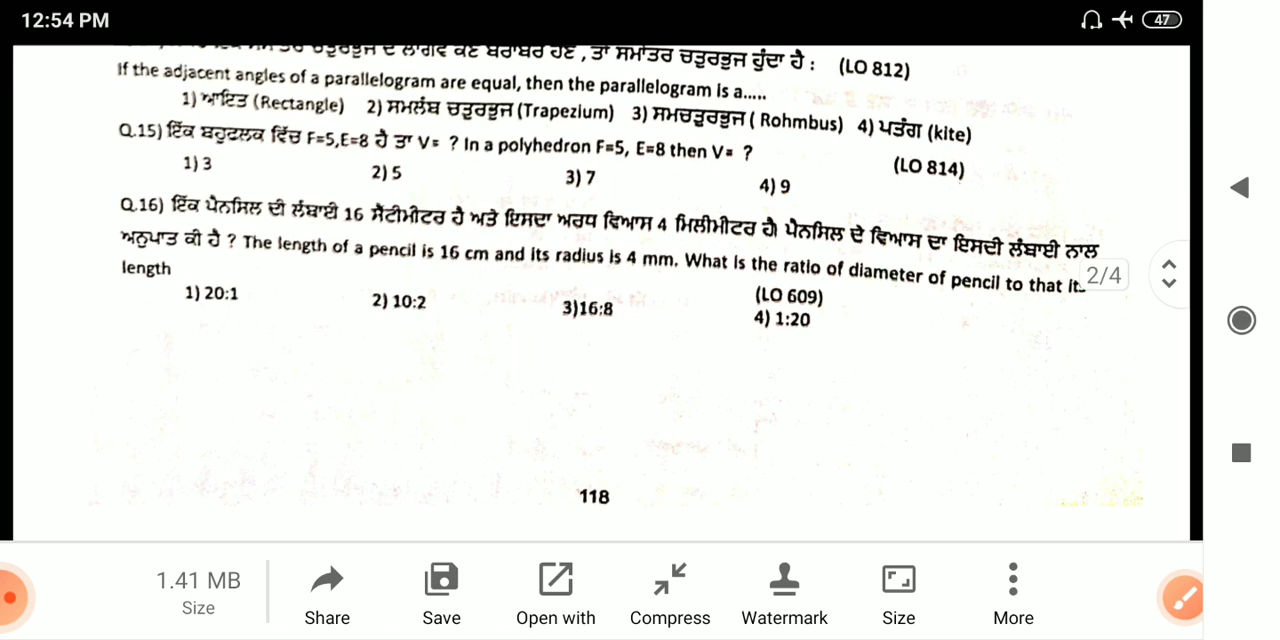 12:54 PM
47
ਦੇ ਲਾਗਵੇਂ ਕੋਣ ਬਰਾਬਰ ਹੋਣ , ਤਾਂ ਸਮਾਂਤਰ ਚਤੁਰਭੁਜ ਹੁੰਦਾ ਹੈ : (LO 812)
If the adjacent angles of a parallelogram are equal, then the parallelogram is a.....
1) ਆਇਤ (Rectangle) 2) ਸਮਲੰਬ ਚਤੁਰਭੁਜ (Trapezium) 3) ਸਮਚਤੁਰਭੁਜ ( Rohmbus) 4) ਪਤੰਗ (kite)
Q.15) ਇੱਕ ਬਹੁਫਲਕ ਵਿੱਚ F=5,E=8 ਹੈ ਤਾਂ V= ? In a polyhedron F=5, E=8 then V= ? (LO 814)
1) 3 2) 5 3) 7 4) 9
Q.16) ਇੱਕ ਪੈਨਸਿਲ ਦੀ ਲੰਬਾਈ 16 ਸੈਂਟੀਮੀਟਰ ਹੈ ਅਤੇ ਇਸਦਾ ਅਰਧ ਵਿਆਸ 4 ਮਿਲੀਮੀਟਰ ਹੈ। ਪੈਨਸਿਲ ਦੇ ਵਿਆਸ ਦਾ ਇਸਦੀ ਲੰਬਾਈ ਨਾਲ
ਅਨੁਪਾਤ ਕੀ ਹੈ ? The length of a pencil is 16 cm and its radius is 4 mm. What is the ratio of diameter of pencil to that its
length (LO 609)
1) 20:1 2) 10:2 3)16:8 4) 1:20
2/4
118
1.41 MB
Size
Share
Save
Open with
Compress
Watermark
Size
More